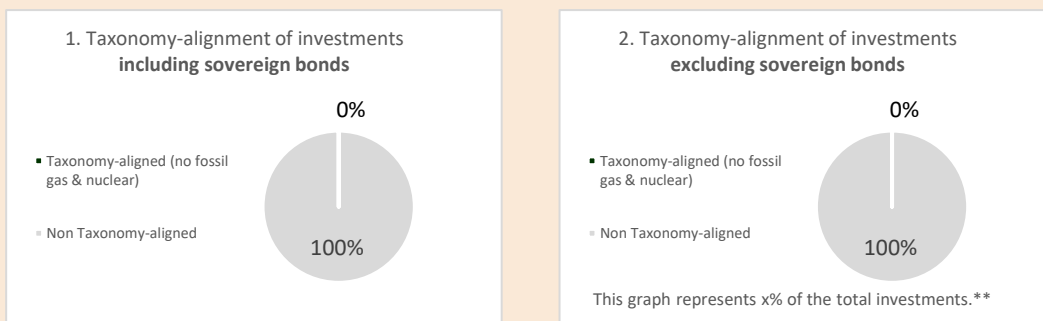 1. Taxonomy-alignment of investments
including sovereign bonds
0%
Taxonomy-aligned (no fossil
gas & nuclear)
Non Taxonomy-aligned
100%
2. Taxonomy-alignment of investments
excluding sovereign bonds
0%
Taxonomy-aligned (no fossil
gas & nuclear)
Non Taxonomy-aligned
100%
This graph represents x% of the total investments.**